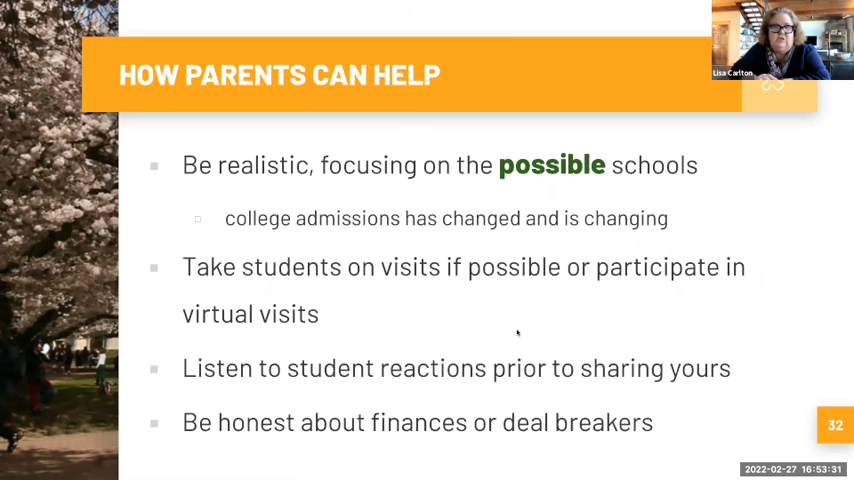 HOW PARENTS CAN HELP
Lisa Carlton
Be realistic, focusing on the possible schools
college admissions has changed and is changing
Take students on visits if possible or participate in
virtual visits
Listen to student reactions prior to sharing yours
Be honest about finances or deal breakers
32
2022-02-27 16:53:31